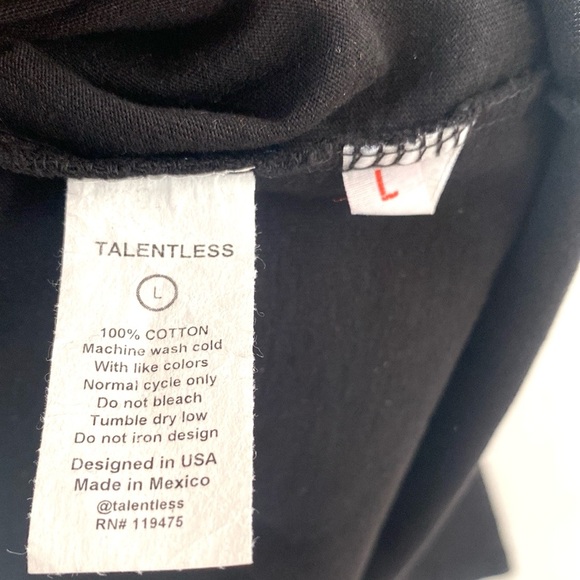 TALENTLESS
L
100% COTTON
Machine wash cold
With like colors
Normal cycle only
Do not bleach
Tumble dry low
Do not iron design
Designed in USA
Made in Mexico
@talentless
RN# 119475
L